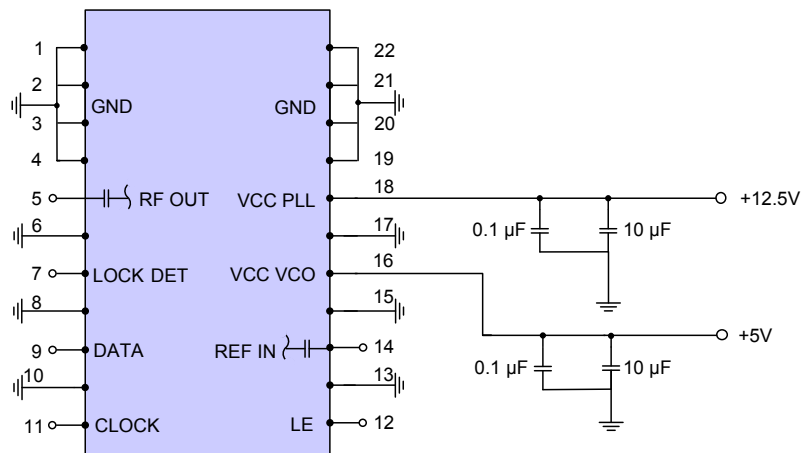 1
22
2
21
GND
GND
3
20
4
19
5
RF OUT
VCC PLL
18
+12.5V
6
17
0.1 µF
10 µF
7
LOCK DET
VCC VCO
16
8
15
+5V
9
DATA
REF IN
14
0.1 µF
10 µF
10
13
11
CLOCK
LE
12